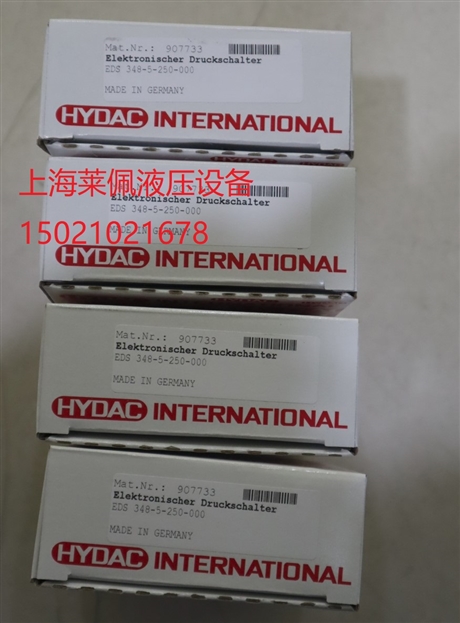 Mat.Nr.: 907733
Elektronischer Druckschalter
EDS 348-5-250-000
MADE IN GERMANY
HYDAC INTERNATIONAL
上海莱佩液压设备
907733
Elektronischer Druckschalter
EDS 348-5-250-000
15021021678
HYDAC INTERNATIONAL
Mat.Nr.: 907733
Elektronischer Druckschalter
EDS 348-5-250-000
MADE IN GERMANY
HYDAC INTERNATIONAL
Mat.Nr.: 907733
Elektronischer Druckschalter
EDS 348-5-250-000
MADE IN GERMANY
HYDAC INTERNATIONAL